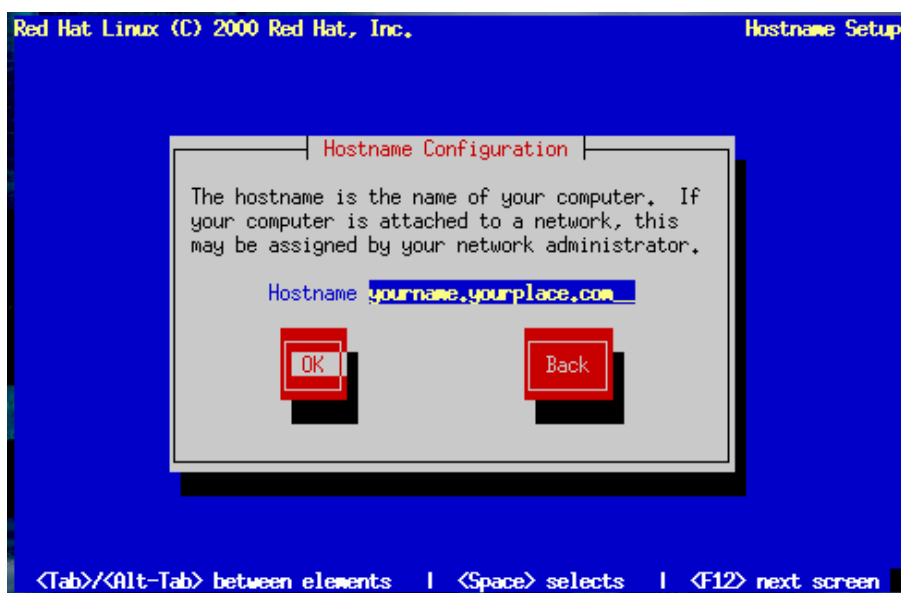 Red Hat Linux (C) 2000 Red Hat, Inc. Hostname Setup
Hostname Configuration
The hostname is the name of your computer. If
your computer is attached to a network, this
may be assigned by your network administrator.
Hostname yourname.yourplace.com
OK Back
<Tab>/<Alt-Tab> between elements | <Space> selects | <F12> next screen